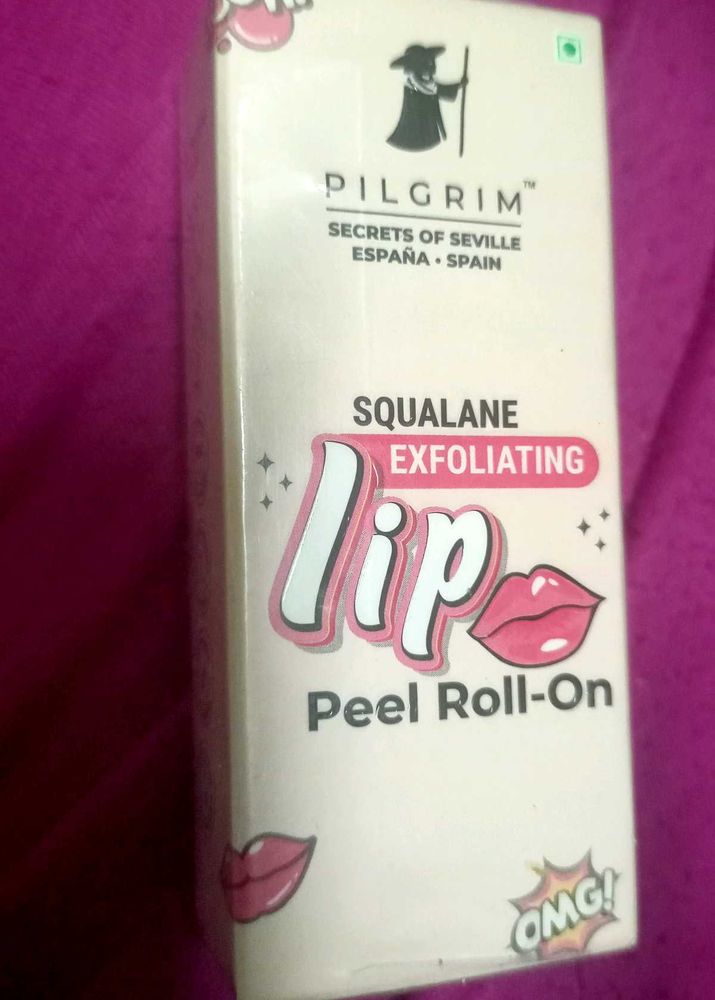 PILGRIM™
SECRETS OF SEVILLE
ESPAÑA • SPAIN
SQUALANE
EXFOLIATING
lip
Peel Roll-On
OMG!